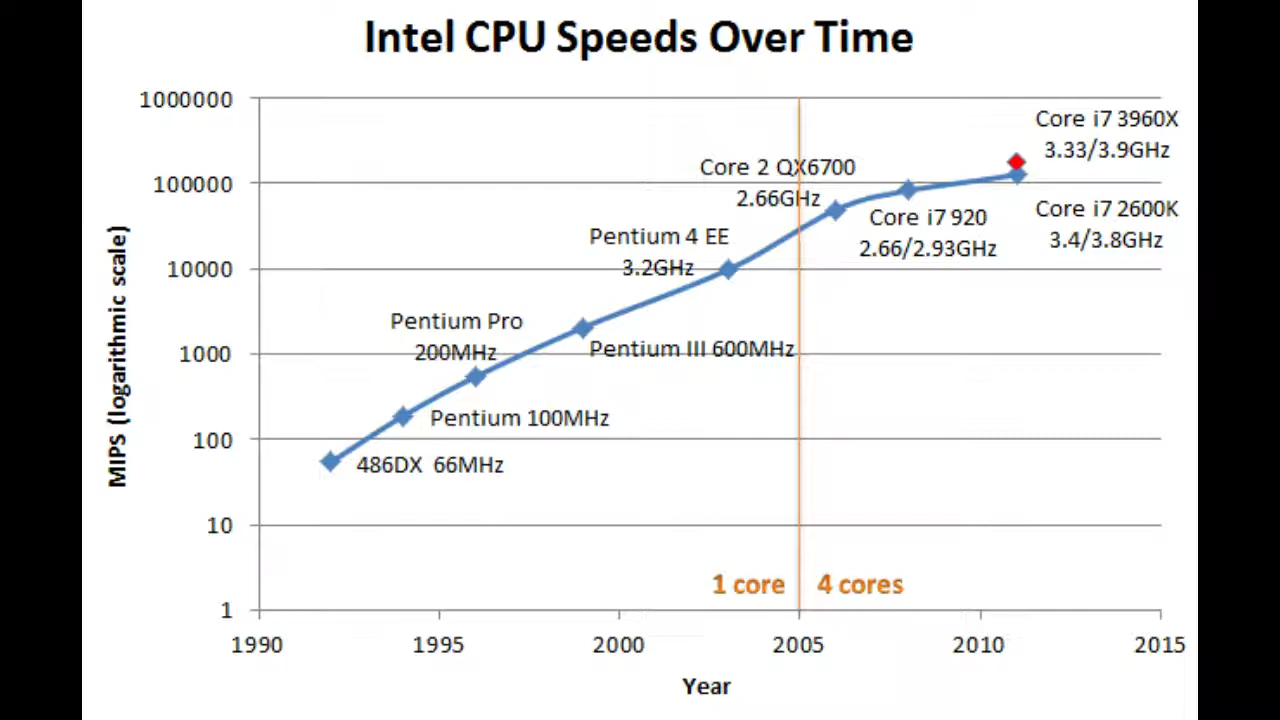 Intel CPU Speeds Over Time
1000000
100000
10000
1000
100
10
1
MIPS (logarithmic scale)
Core i7 3960X
3.33/3.9GHz
Core 2 QX6700
2.66GHz
Core i7 920
2.66/2.93GHz
Core i7 2600K
3.4/3.8GHz
Pentium 4 EE
3.2GHz
Pentium Pro
200MHz
Pentium III 600MHz
Pentium 100MHz
486DX 66MHz
1 core
4 cores
1990 1995 2000 2005 2010 2015
Year